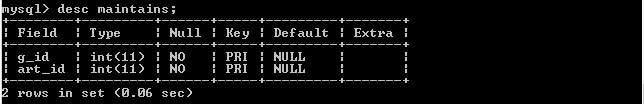 mysql> desc maintains;
| Field | Type | Null | Key | Default | Extra |
| g_id | int(11) | NO | PRI | NULL | |
| art_id | int(11) | NO | PRI | NULL | |
2 rows in set (0.06 sec)